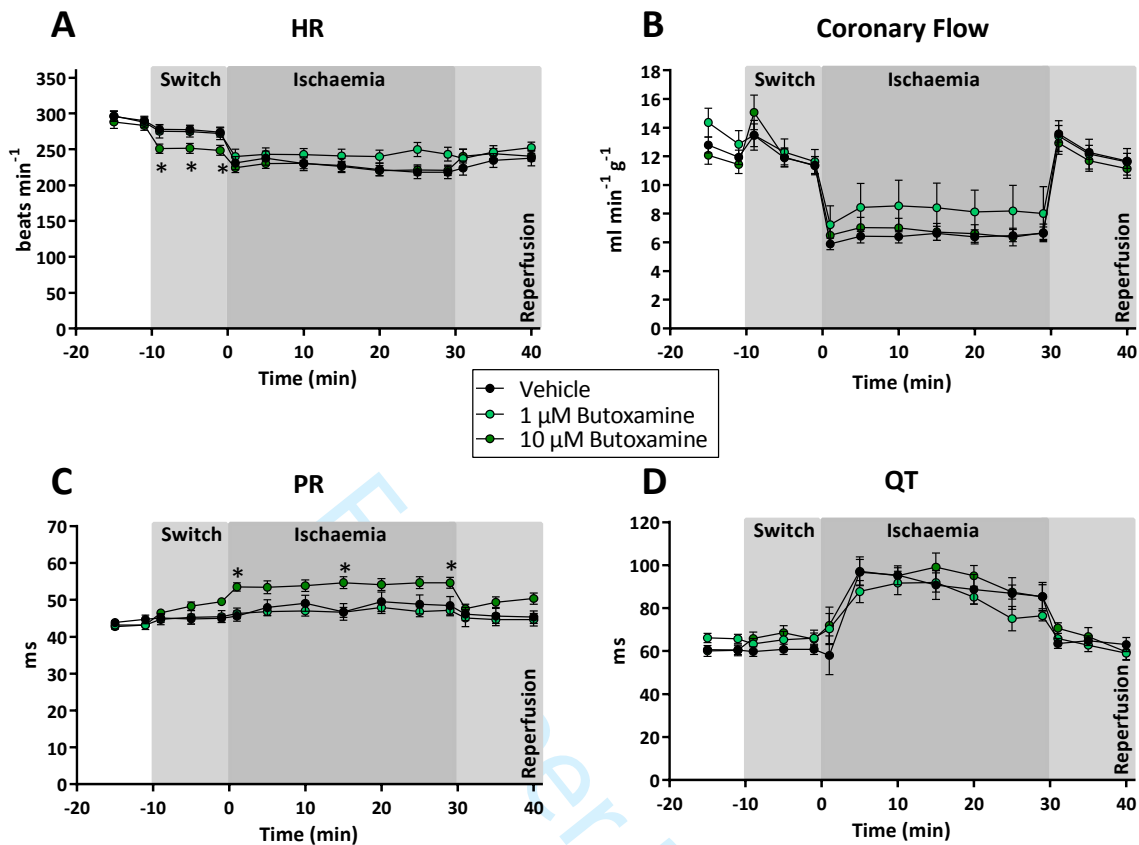 A
HR
350
300
250
200
150
100
50
0
beats min-1
Switch
Ischaemia
Reperfusion
*
*
*
-20
-10
0
10
20
30
40
Time (min)
B
Coronary Flow
18
16
14
12
10
8
6
4
2
0
ml min-1 g-1
Switch
Ischaemia
Reperfusion
-20
-10
0
10
20
30
40
Time (min)
Vehicle
1 µM Butoxamine
10 µM Butoxamine
C
PR
70
60
50
40
30
20
10
0
ms
Switch
Ischaemia
Reperfusion
*
*
*
-20
-10
0
10
20
30
40
Time (min)
D
QT
120
100
80
60
40
20
0
ms
Switch
Ischaemia
Reperfusion
-20
-10
0
10
20
30
40
Time (min)